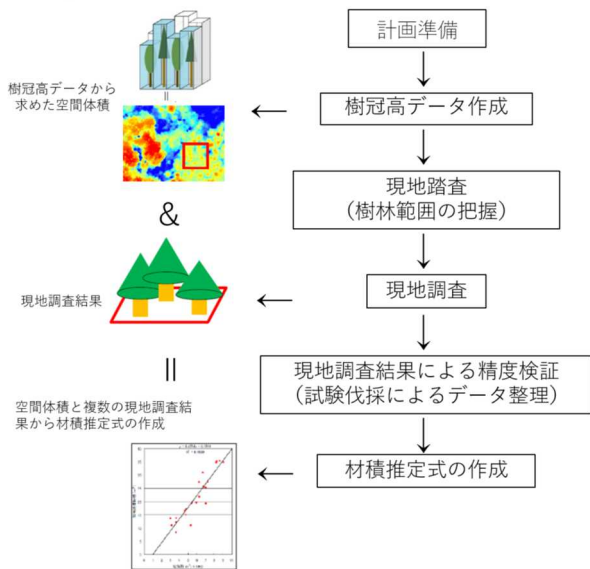 計画準備
樹冠高データから
求めた空間体積
樹冠高データ作成
現地踏査
(樹林範囲の把握)
&
現地調査結果
現地調査
現地調査結果による精度検証
(試験伐採によるデータ整理)
空間体積と複数の現地調査結
果から材積推定式の作成
材積推定式の作成